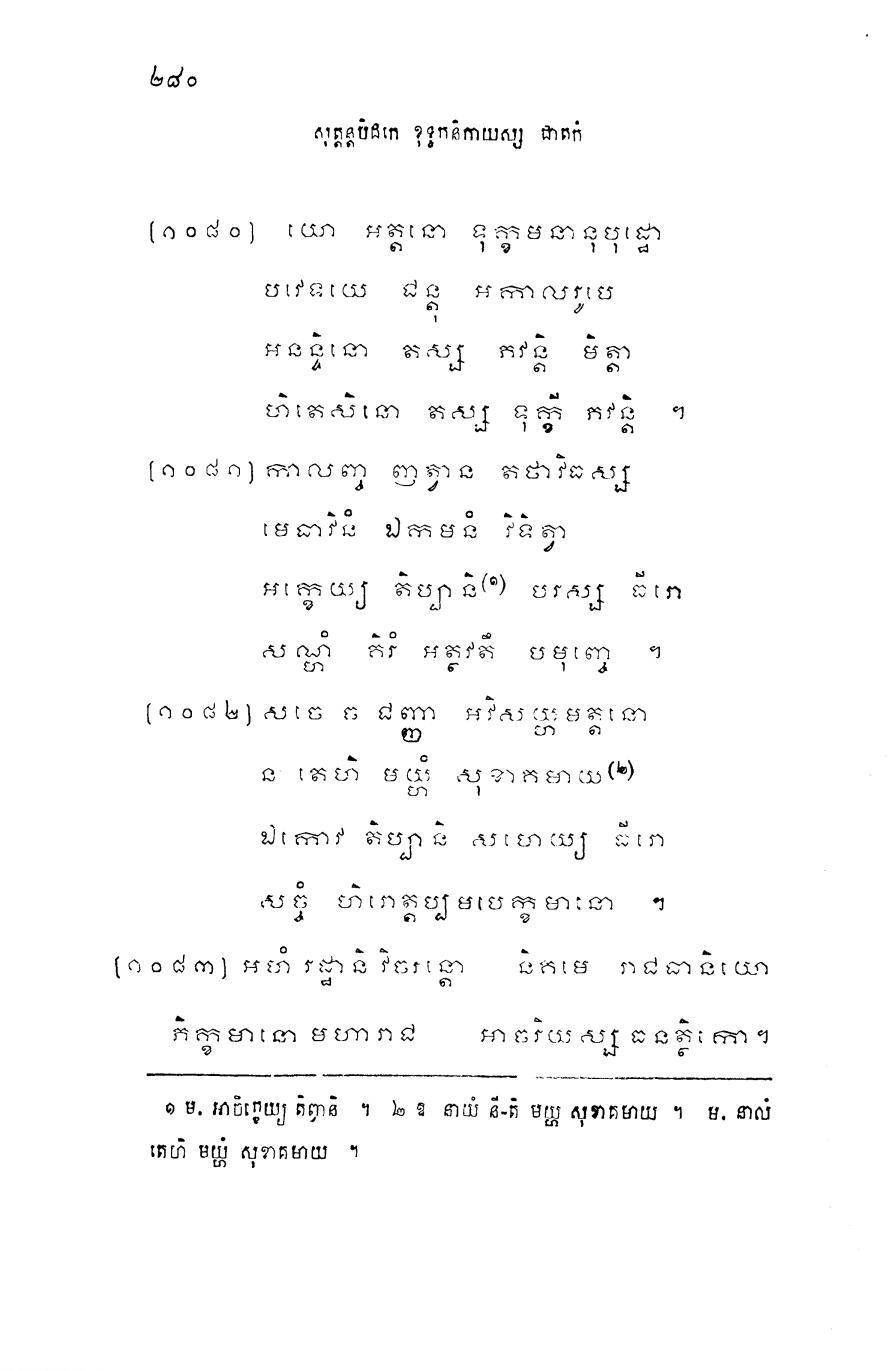 ២៨០
សុត្តន្តបិដកេ ខុទ្ទកនិកាយស្ស ជាតកំ
[១០៨០] យោ អត្តនោ ទុក្ខមនានុបុដ្ឋោ
បវេទយេ ជន្តុ អកាលរូបេ
អនន្ទិនោ តស្ស ភវន្តិ មិត្តា
ហិតេសិនោ តស្ស ទុក្ខី ភវន្តិ ។
[១០៨១] កាលញ្ច ញត្វាន តថាវិធស្ស
មេធាវិនំ ឯកមនំ វិទិត្វា
អក្ខេយ្យ តិប្បានិ(១) បរស្ស ធីរោ
សណ្ហំ គិរំ អត្ថវតឹ បមុញ្ចេ ។
[១០៨២] សចេ ច ជញ្ញា អវិសយ្ហមត្តនោ
ន តេហិ មយ្ហំ សុខាគមាយ(២)
ឯកោវ តិប្បានិ សហេយ្យ ធីរោ
សច្ចំ ហិរោត្តប្បមបេក្ខមានោ ។
[១០៨៣] អហំ រដ្ឋានិ វិចរន្តោ និគមេ រាជធានិយោ
ភិក្ខមានោ មហារាជ អាចរិយស្ស ធនត្ថិកោ។
១ ម. អាចិក្ខេយ្យ តិព្វានិ ។ ២ ឱ នាយំ នី-តិ មយ្ហ សុខាគមាយ ។ ម. នាលំ
តេហិ មយ្ហំ សុខាគមាយ ។